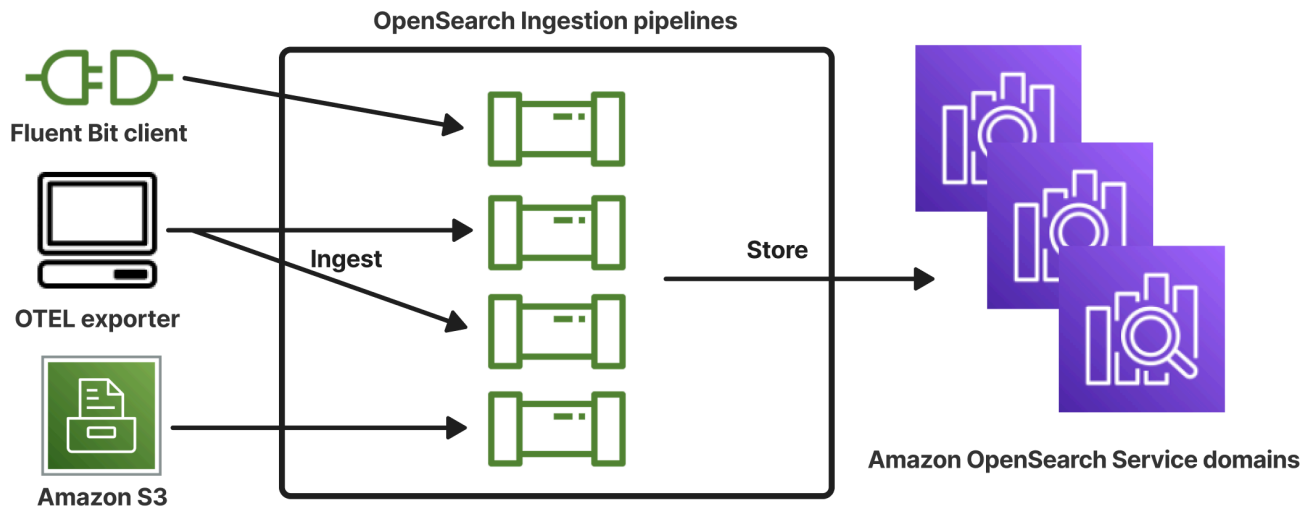 OpenSearch Ingestion pipelines
Fluent Bit client
Ingest
Store
OTEL exporter
Amazon S3
Amazon OpenSearch Service domains